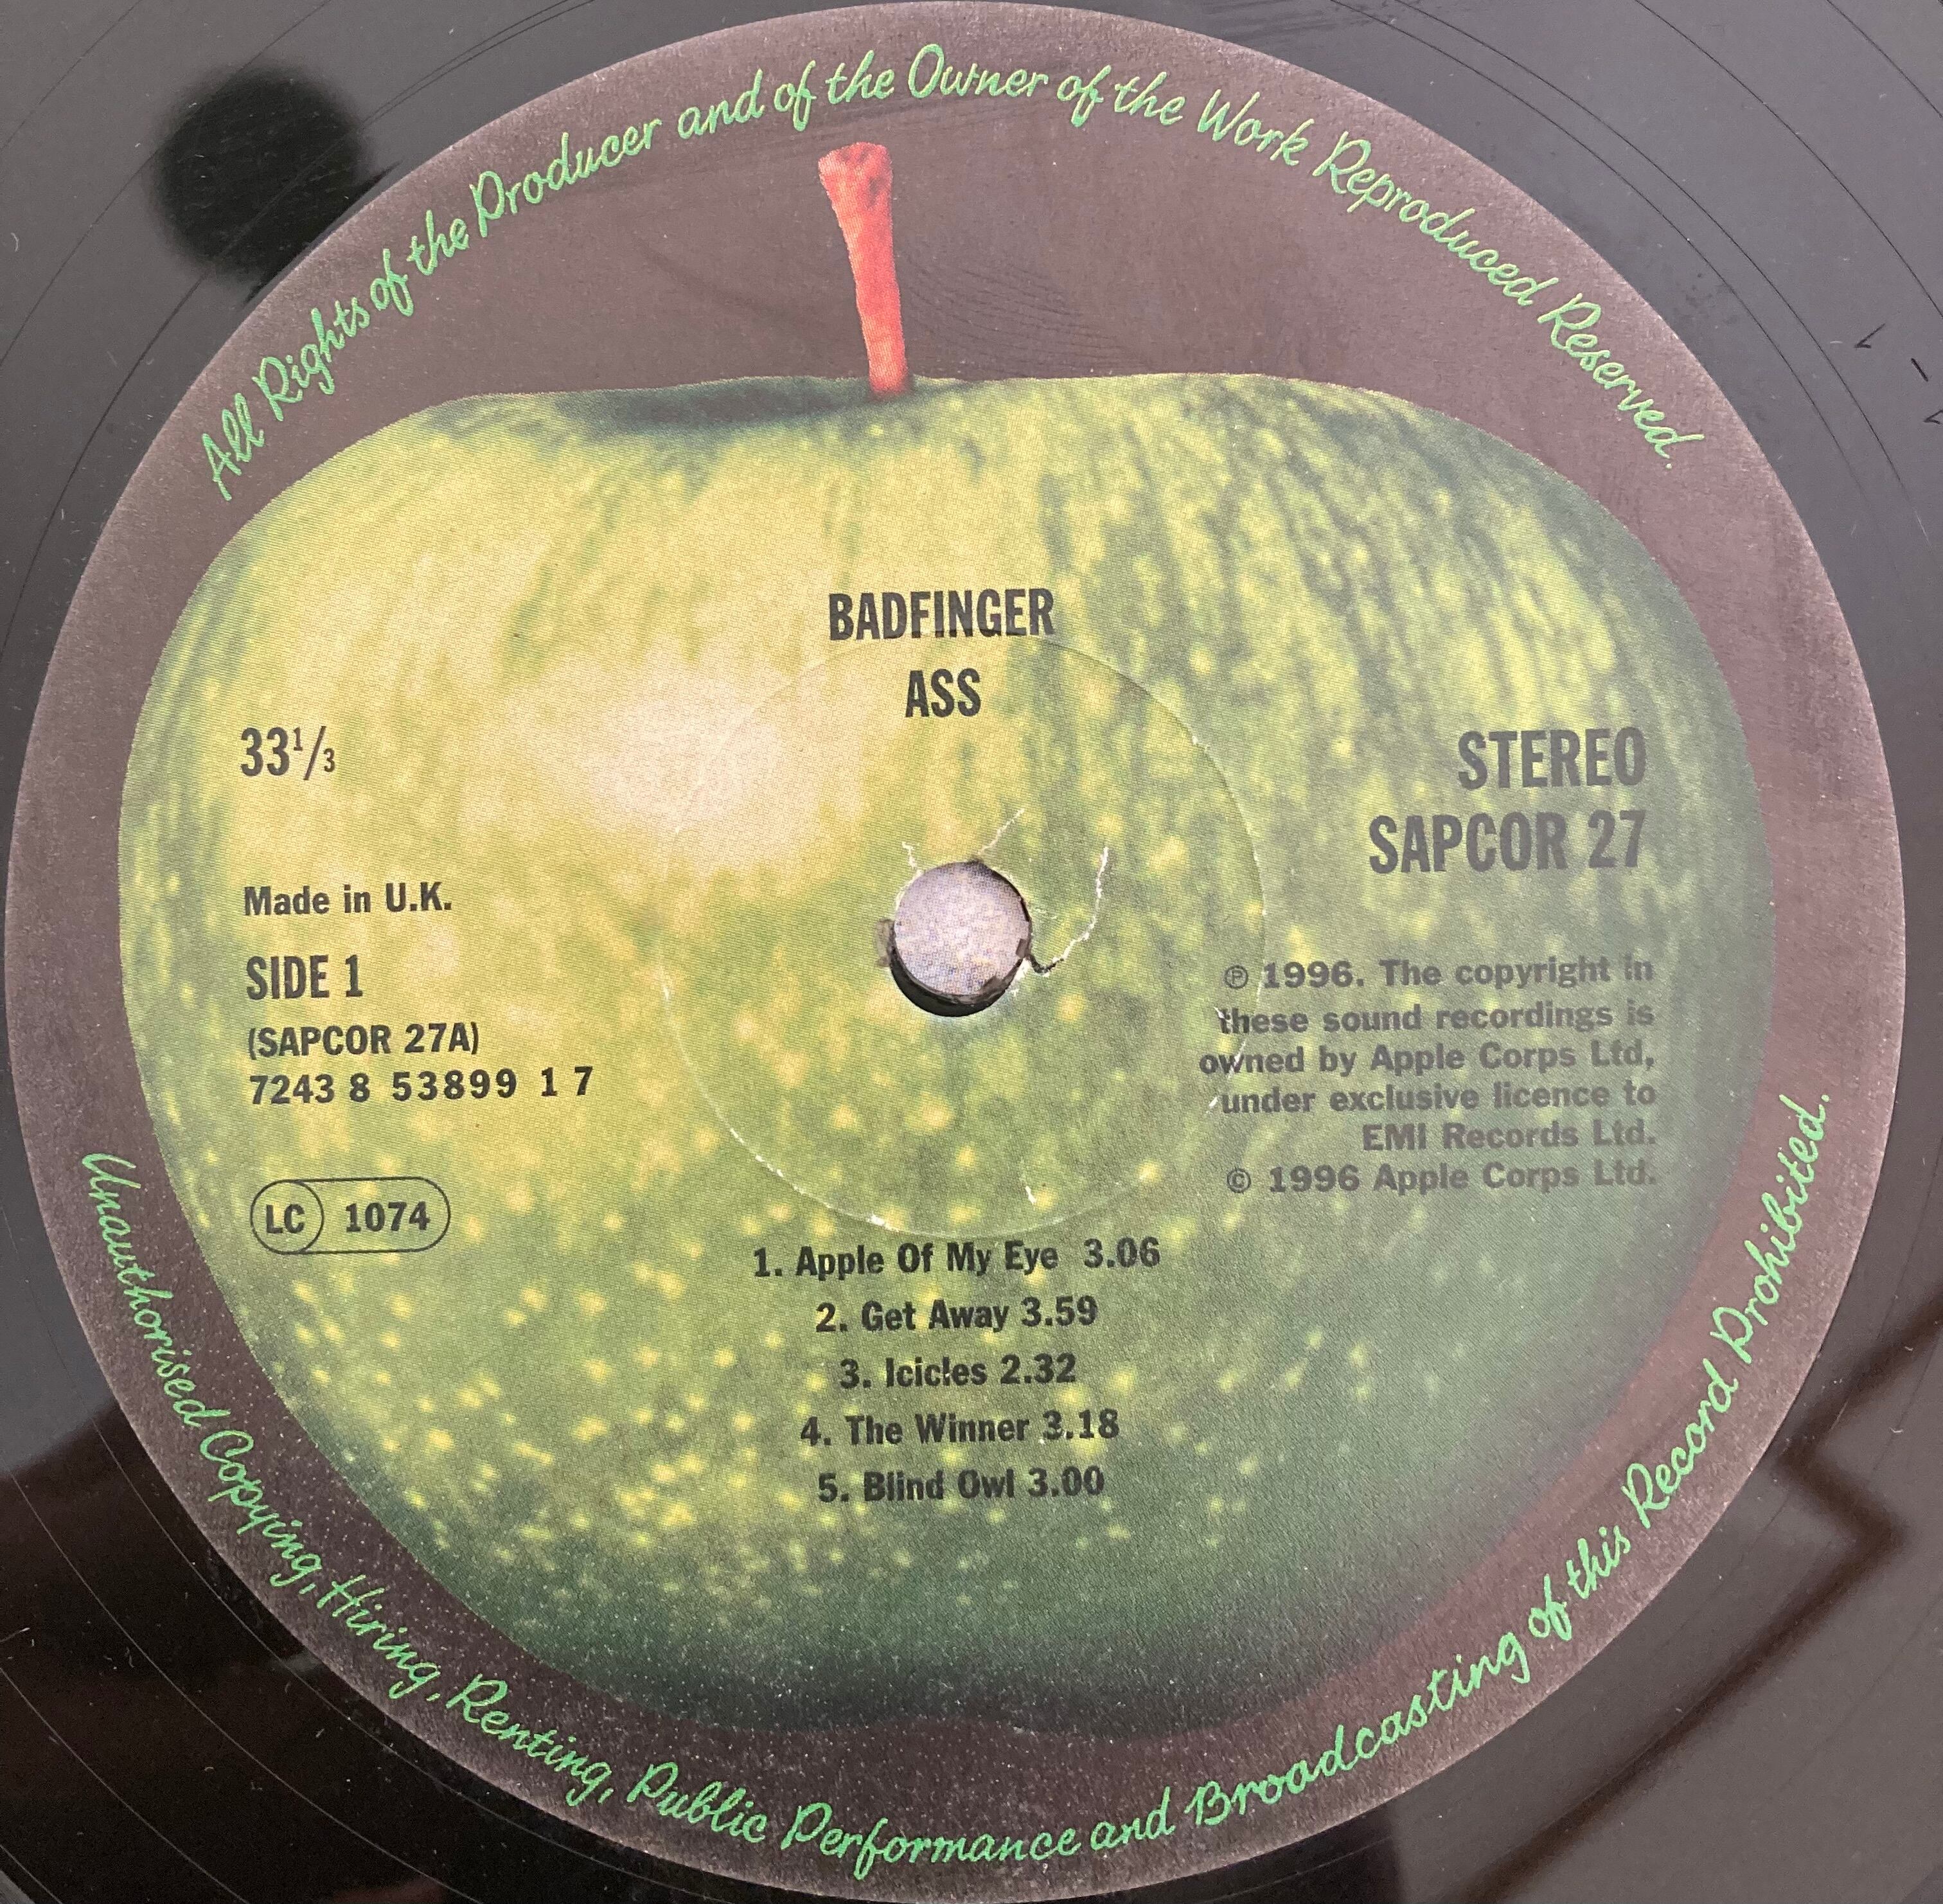 All Rights of the Producer and of the Owner of the Work Reproduced Reserved.
BADFINGER
ASS
33¹/₃
STEREO
SAPCOR 27
Made in U.K.
SIDE 1
(SAPCOR 27A)
7243 8 53899 1 7
LC 1074
℗ 1996. The copyright in
these sound recordings is
owned by Apple Corps Ltd,
under exclusive licence to
EMI Records Ltd.
© 1996 Apple Corps Ltd.
1. Apple Of My Eye 3.06
2. Get Away 3.59
3. Icicles 2.32
4. The Winner 3.18
5. Blind Owl 3.00
Unauthorised Copying, Hiring, Renting, Public Performance and Broadcasting of this Record Prohibited.